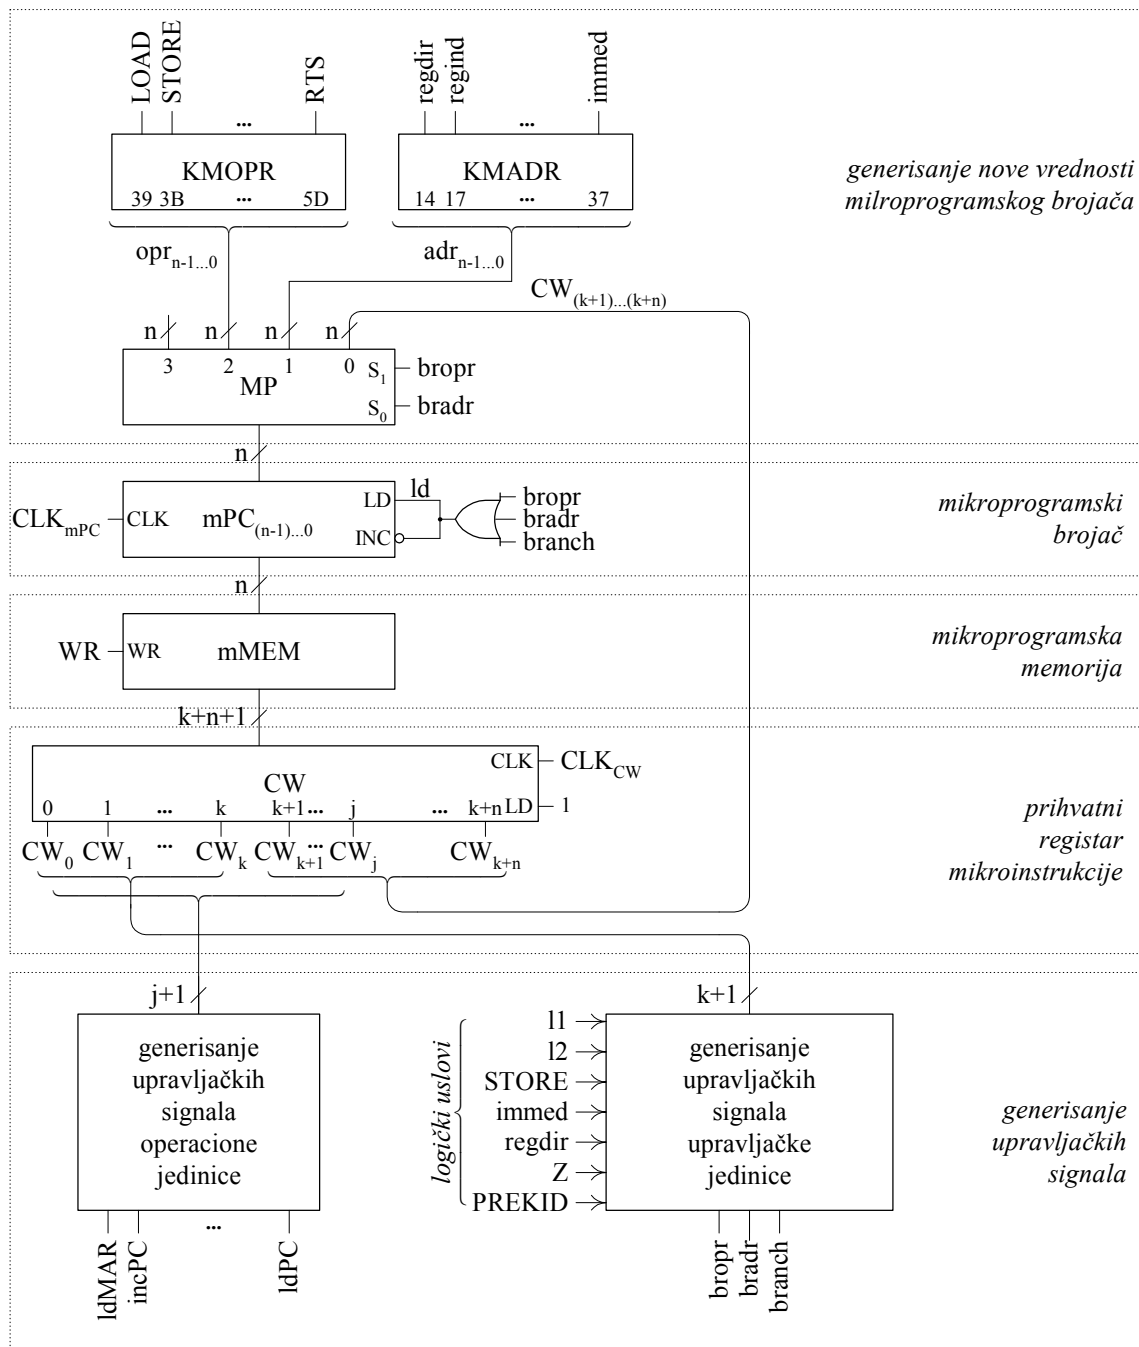 LOAD STORE ... RTS
regdir regind ... immed
KMOPR
39 3B ... 5D
KMADR
14 17 ... 37
generisanje nove vrednosti
milroprogramskog brojača
opr n-1...0
adr n-1...0
CW (k+1)...(k+n)
n n n n
3 2 1 0
MP
S1 bropr
S0 bradr
n
CLK mPC
CLK
mPC (n-1)...0
LD
INC
ld
bropr
bradr
branch
mikroprogramski
brojač
n
WR
WR
mMEM
mikroprogramska
memorija
k+n+1
CW
CLK
CLK CW
0 1 ... k k+1 ... j ... k+n
LD 1
CW0 CW1 ... CWk CWk+1 CWj CWk+n
prihvatni
registar
mikroinstrukcije
j+1
k+1
generisanje
upravljačkih
signala
operacione
jedinice
logički uslovi
l1
l2
STORE
immed
regdir
Z
PREKID
generisanje
upravljačkih
signala
upravljačke
jedinice
generisanje
upravljačkih
signala
ldMAR incPC ... ldPC
bropr bradr branch